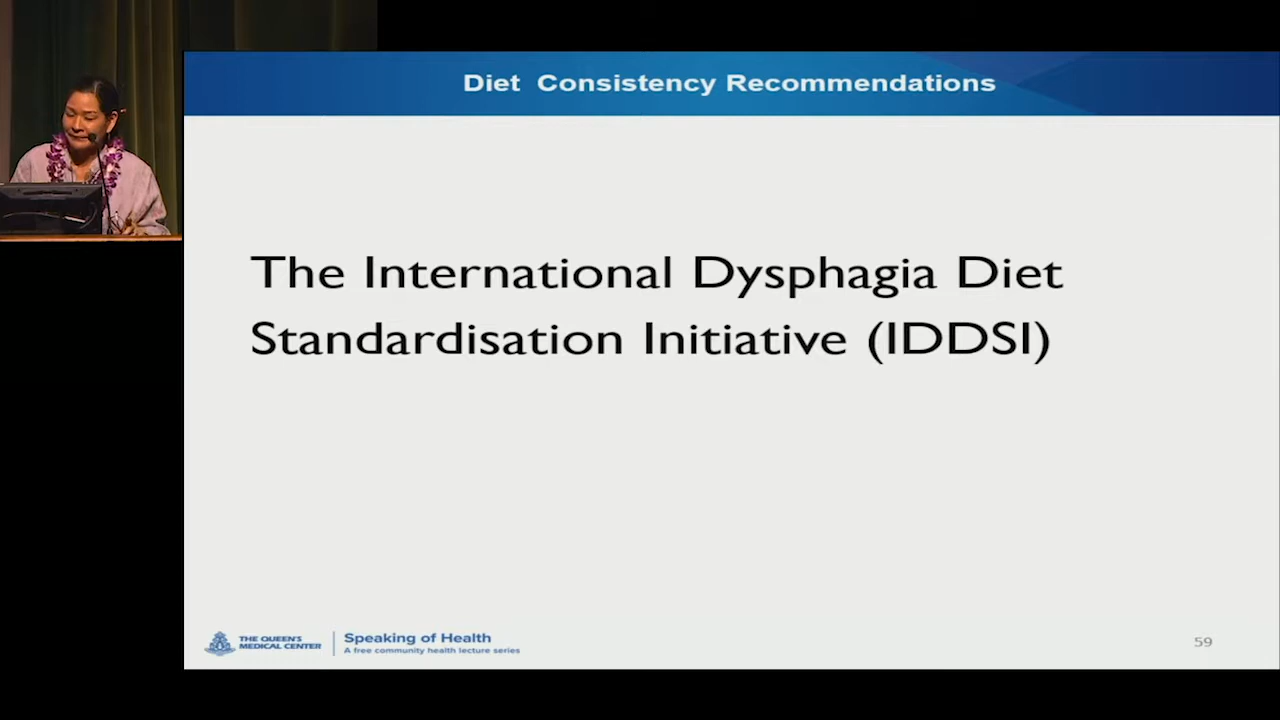 Diet Consistency Recommendations
The International Dysphagia Diet
Standardisation Initiative (IDDSI)
THE QUEEN'S
MEDICAL CENTER
Speaking of Health
A free community health lecture series
59